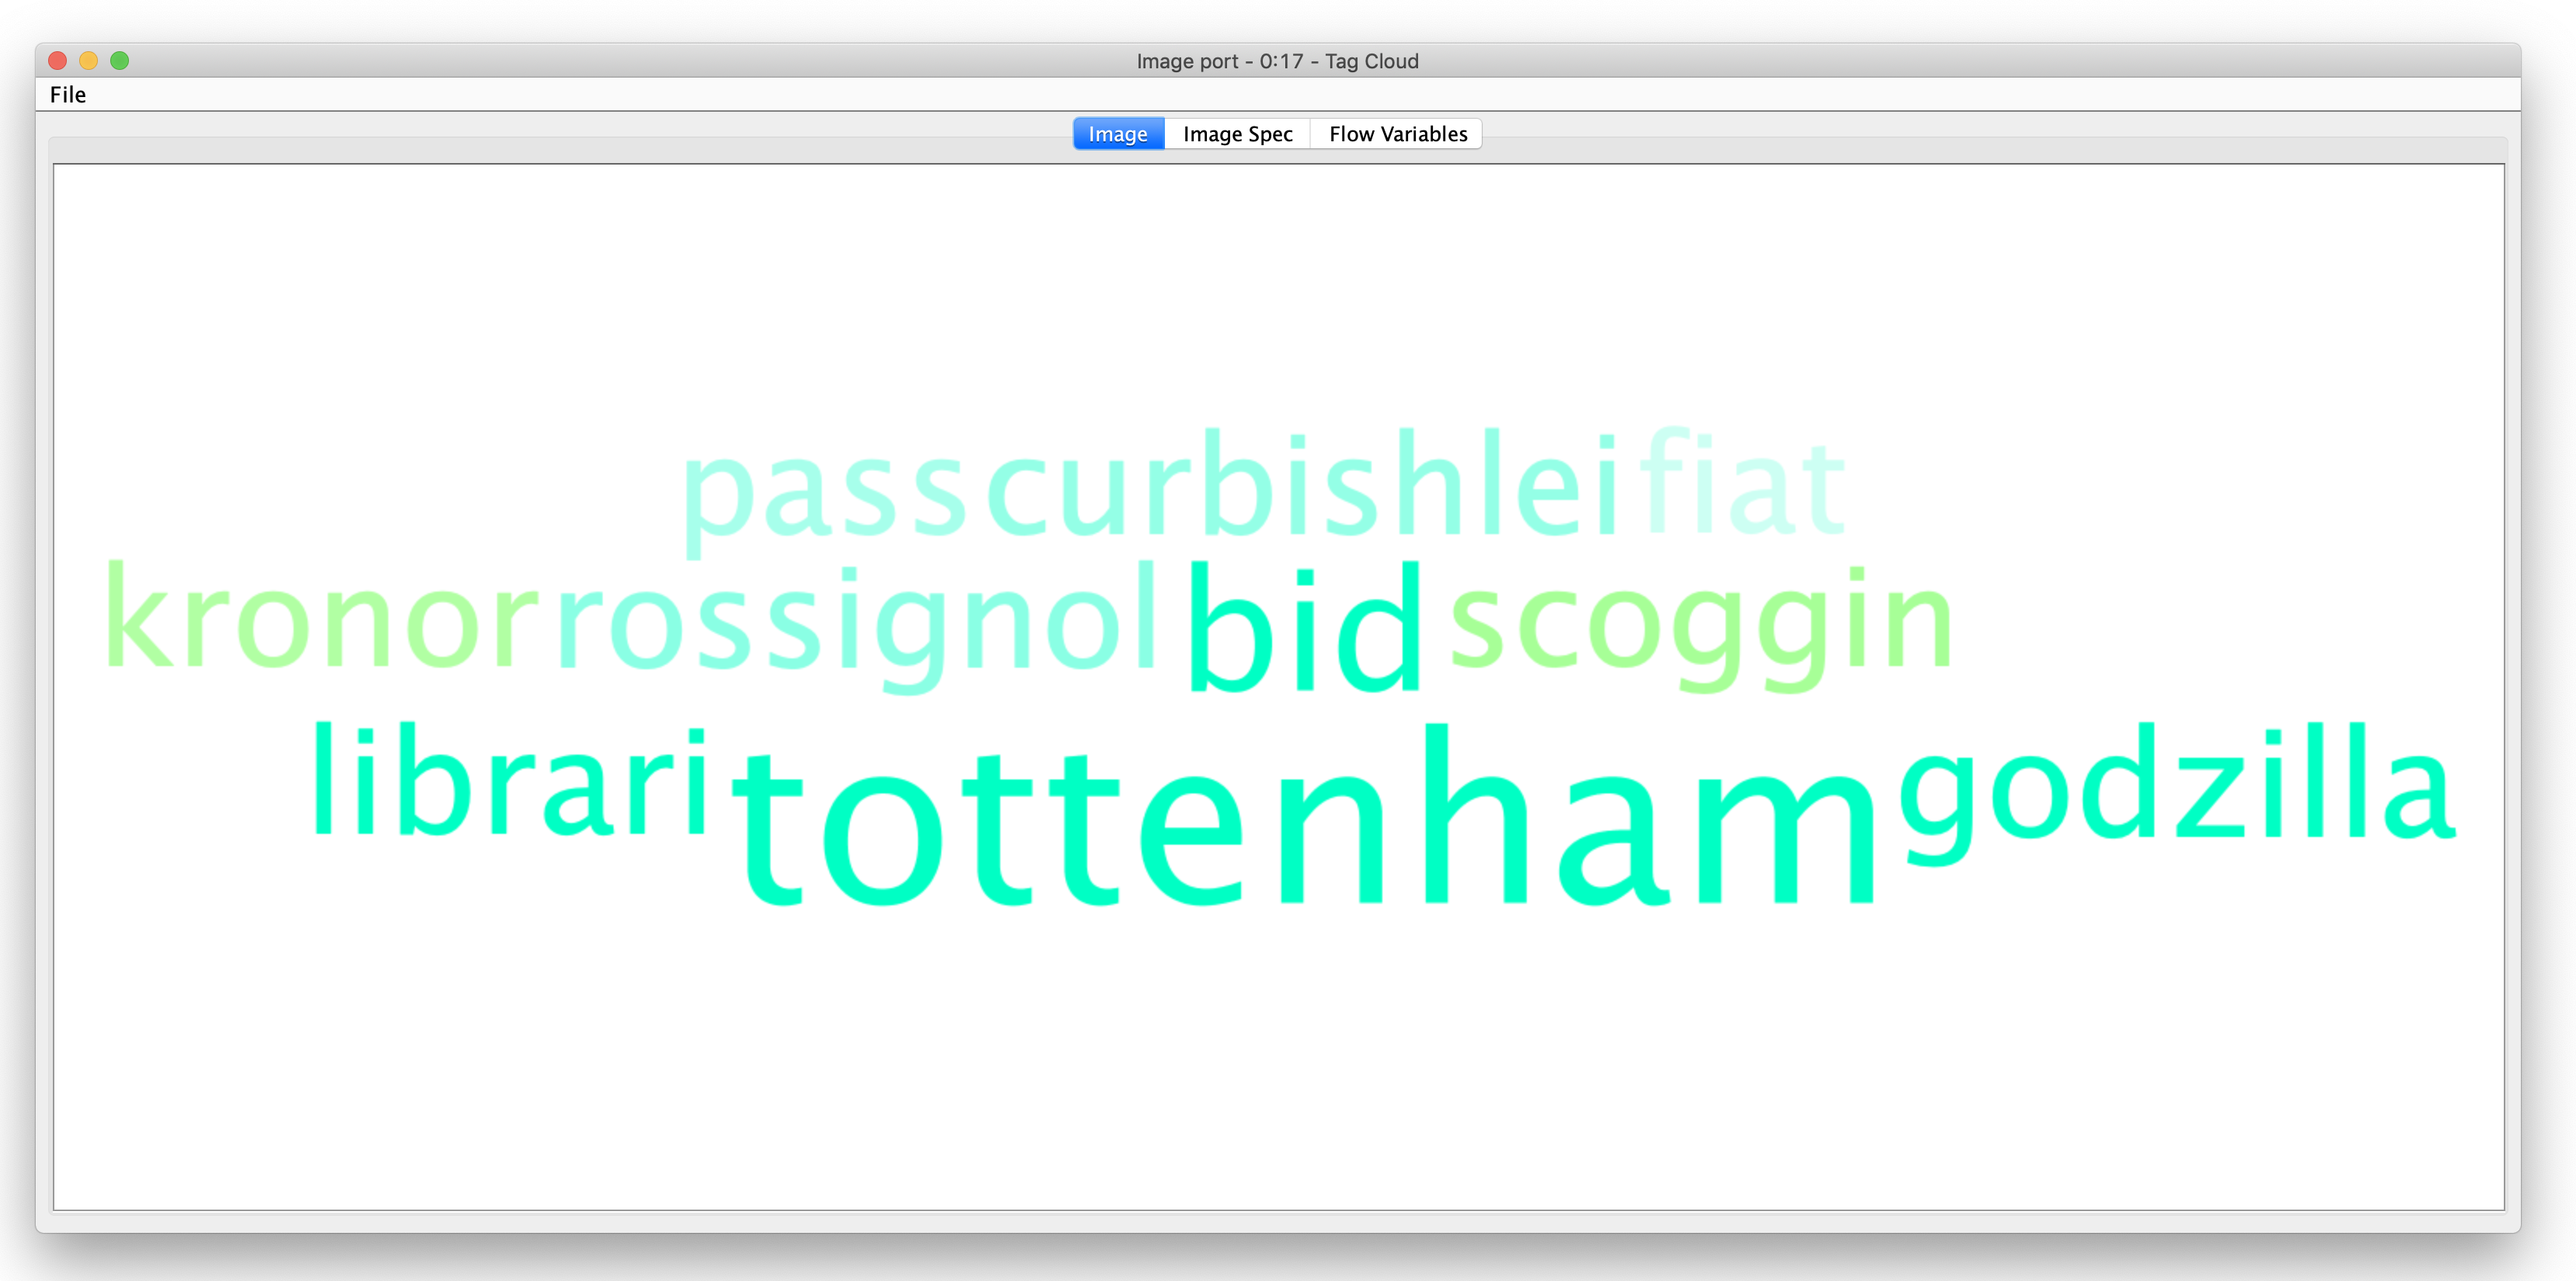 Image port - 0:17 - Tag Cloud
File
Image Image Spec Flow Variables
pass curbishlei fiat
kronor rossignol bid scoggin
librari tottenham godzilla